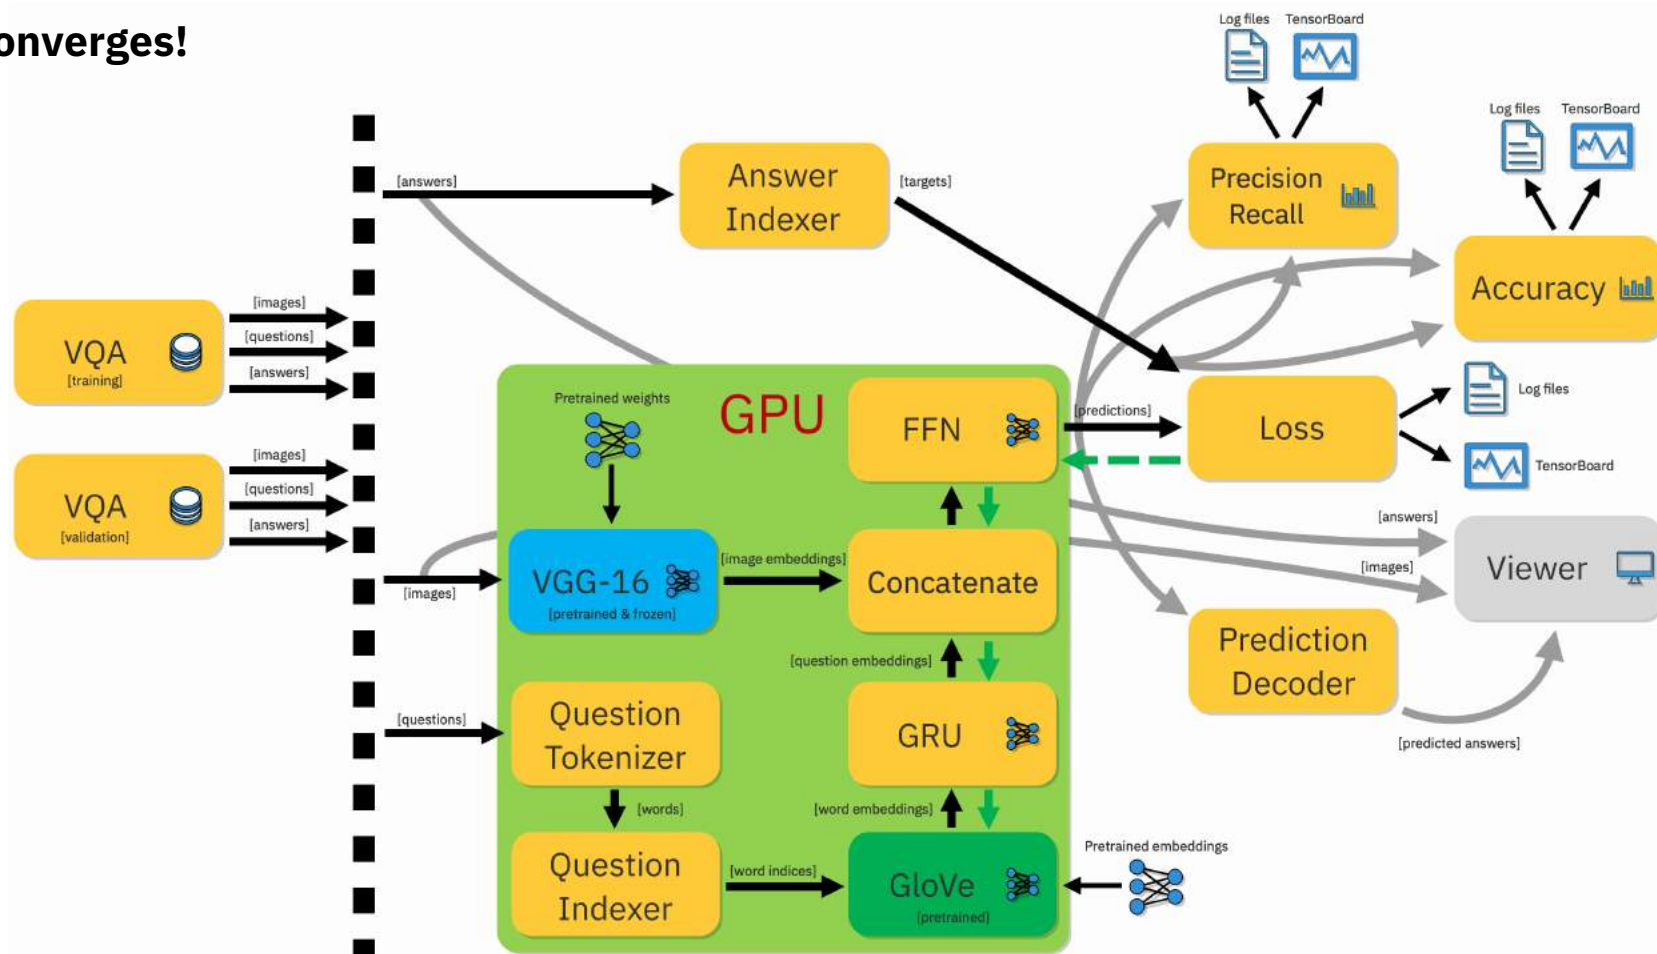 onverges!
Log files
TensorBoard
Log files
TensorBoard
[answers]
Answer
Indexer
[targets]
Precision
Recall
Accuracy
VQA
[training]
[images]
[questions]
[answers]
VQA
[validation]
[images]
[questions]
[answers]
GPU
Pretrained weights
FFN
[predictions]
Loss
Log files
TensorBoard
[images]
VGG-16
[pretrained & frozen]
[image embeddings]
Concatenate
[answers]
[images]
Viewer
[question embeddings]
Prediction
Decoder
[predicted answers]
[questions]
Question
Tokenizer
GRU
[words]
[word embeddings]
Question
Indexer
[word indices]
GloVe
[pretrained]
Pretrained embeddings